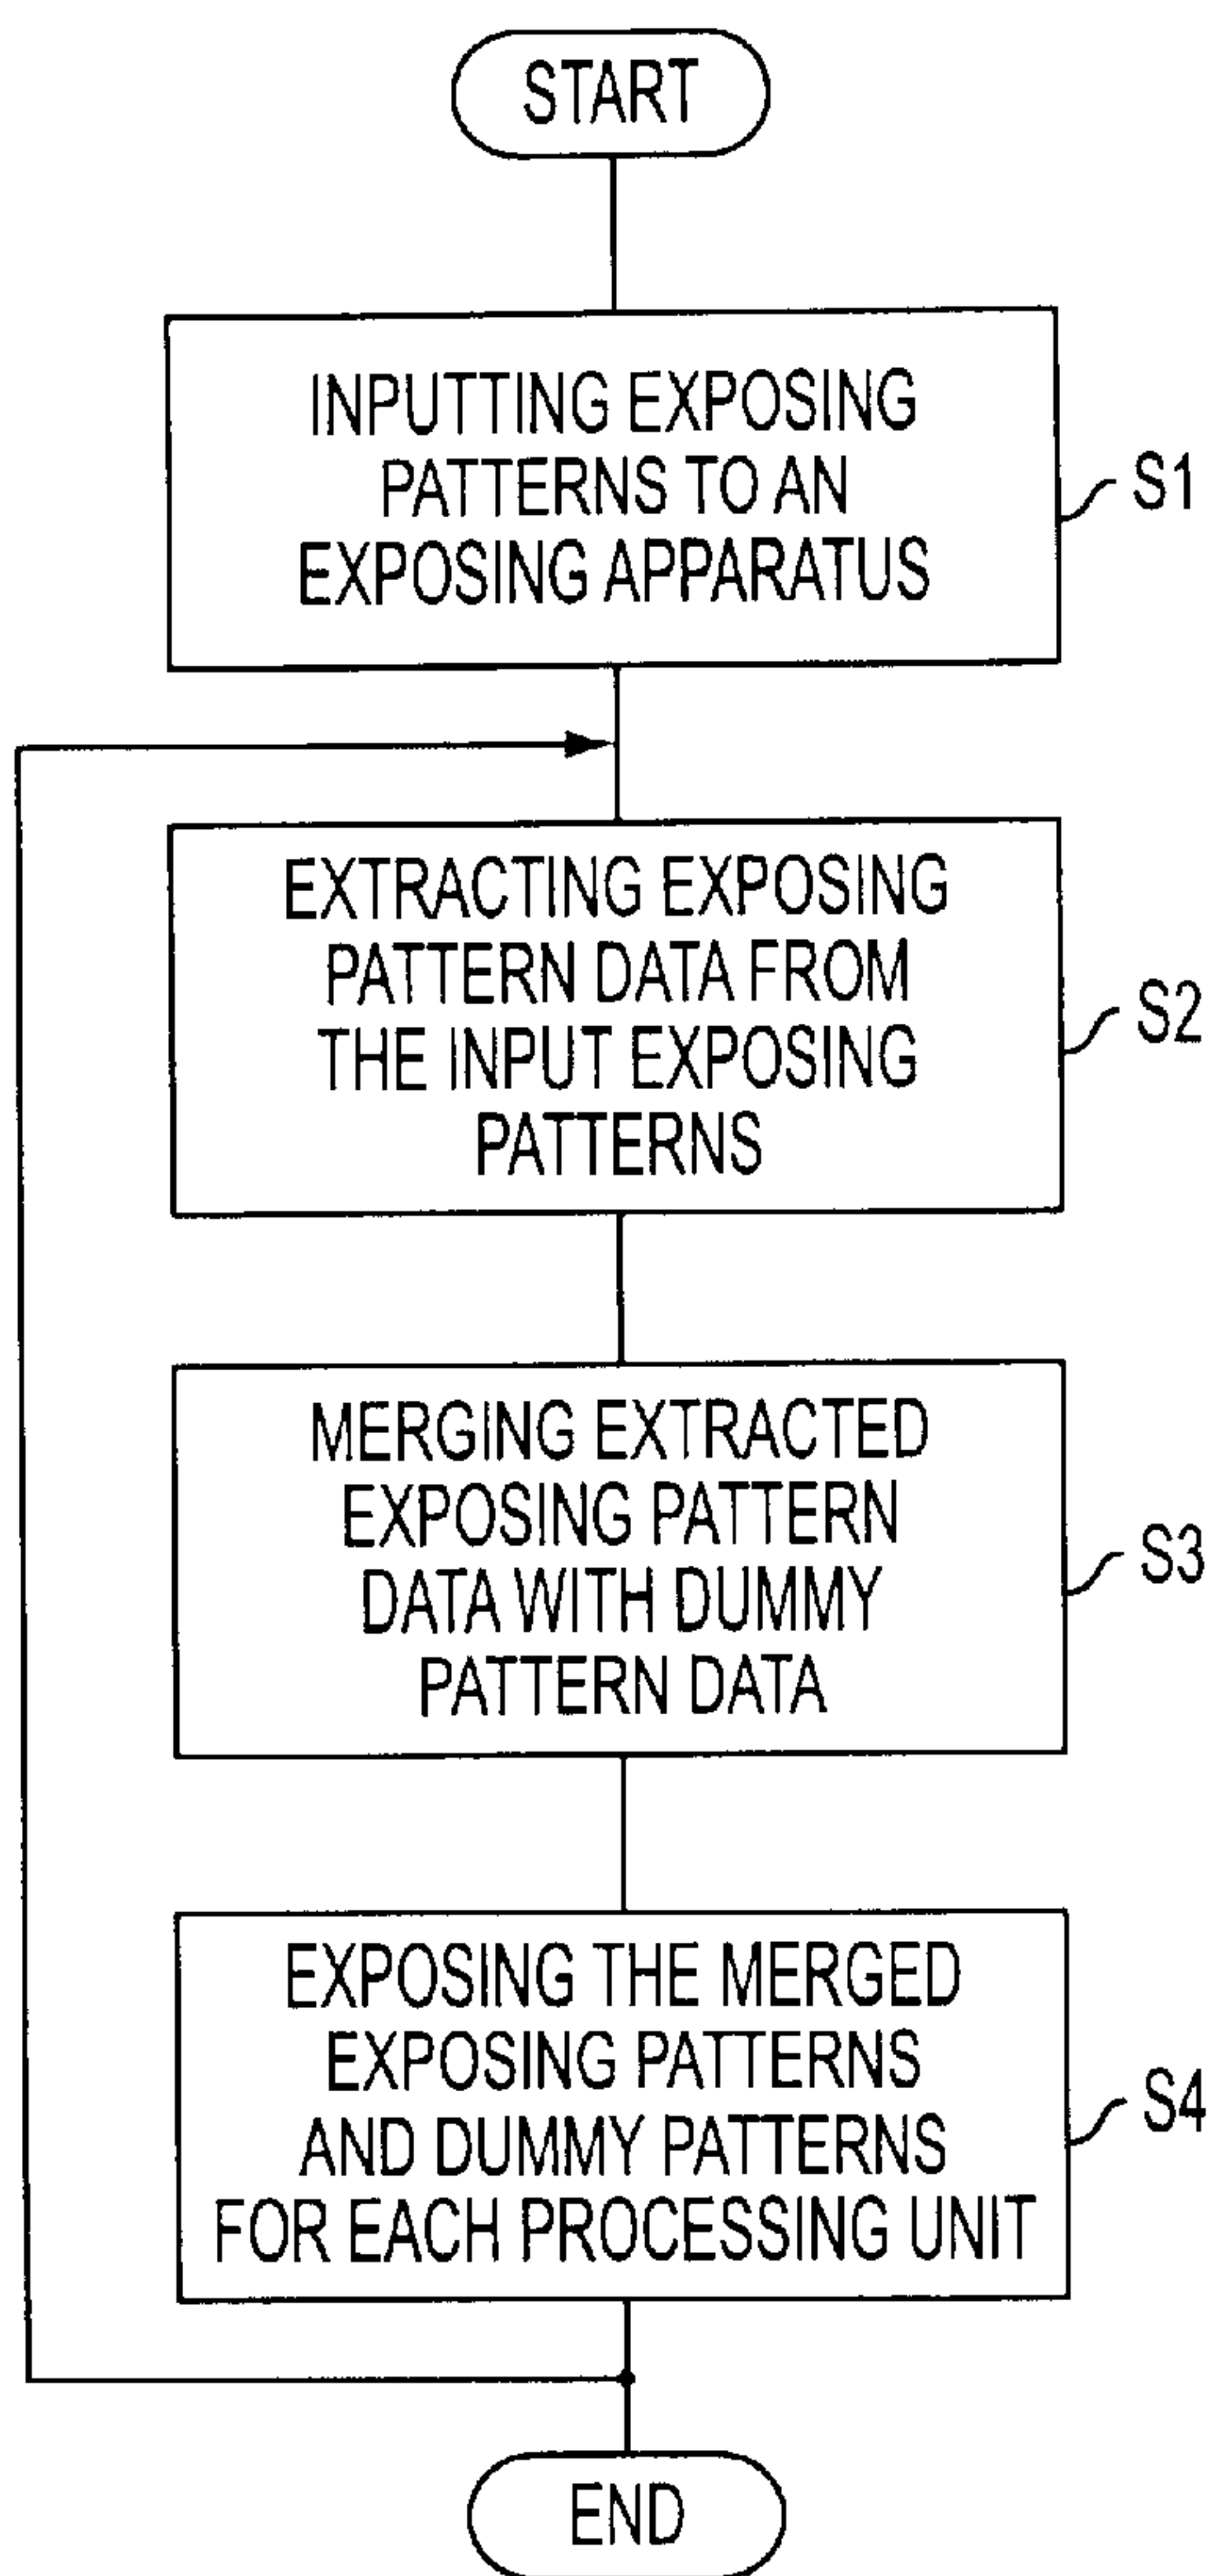 START
INPUTTING EXPOSING
PATTERNS TO AN
EXPOSING APPARATUS
S1
EXTRACTING EXPOSING
PATTERN DATA FROM
THE INPUT EXPOSING
PATTERNS
S2
MERGING EXTRACTED
EXPOSING PATTERN
DATA WITH DUMMY
PATTERN DATA
S3
EXPOSING THE MERGED
EXPOSING PATTERNS
AND DUMMY PATTERNS
FOR EACH PROCESSING UNIT
S4
END